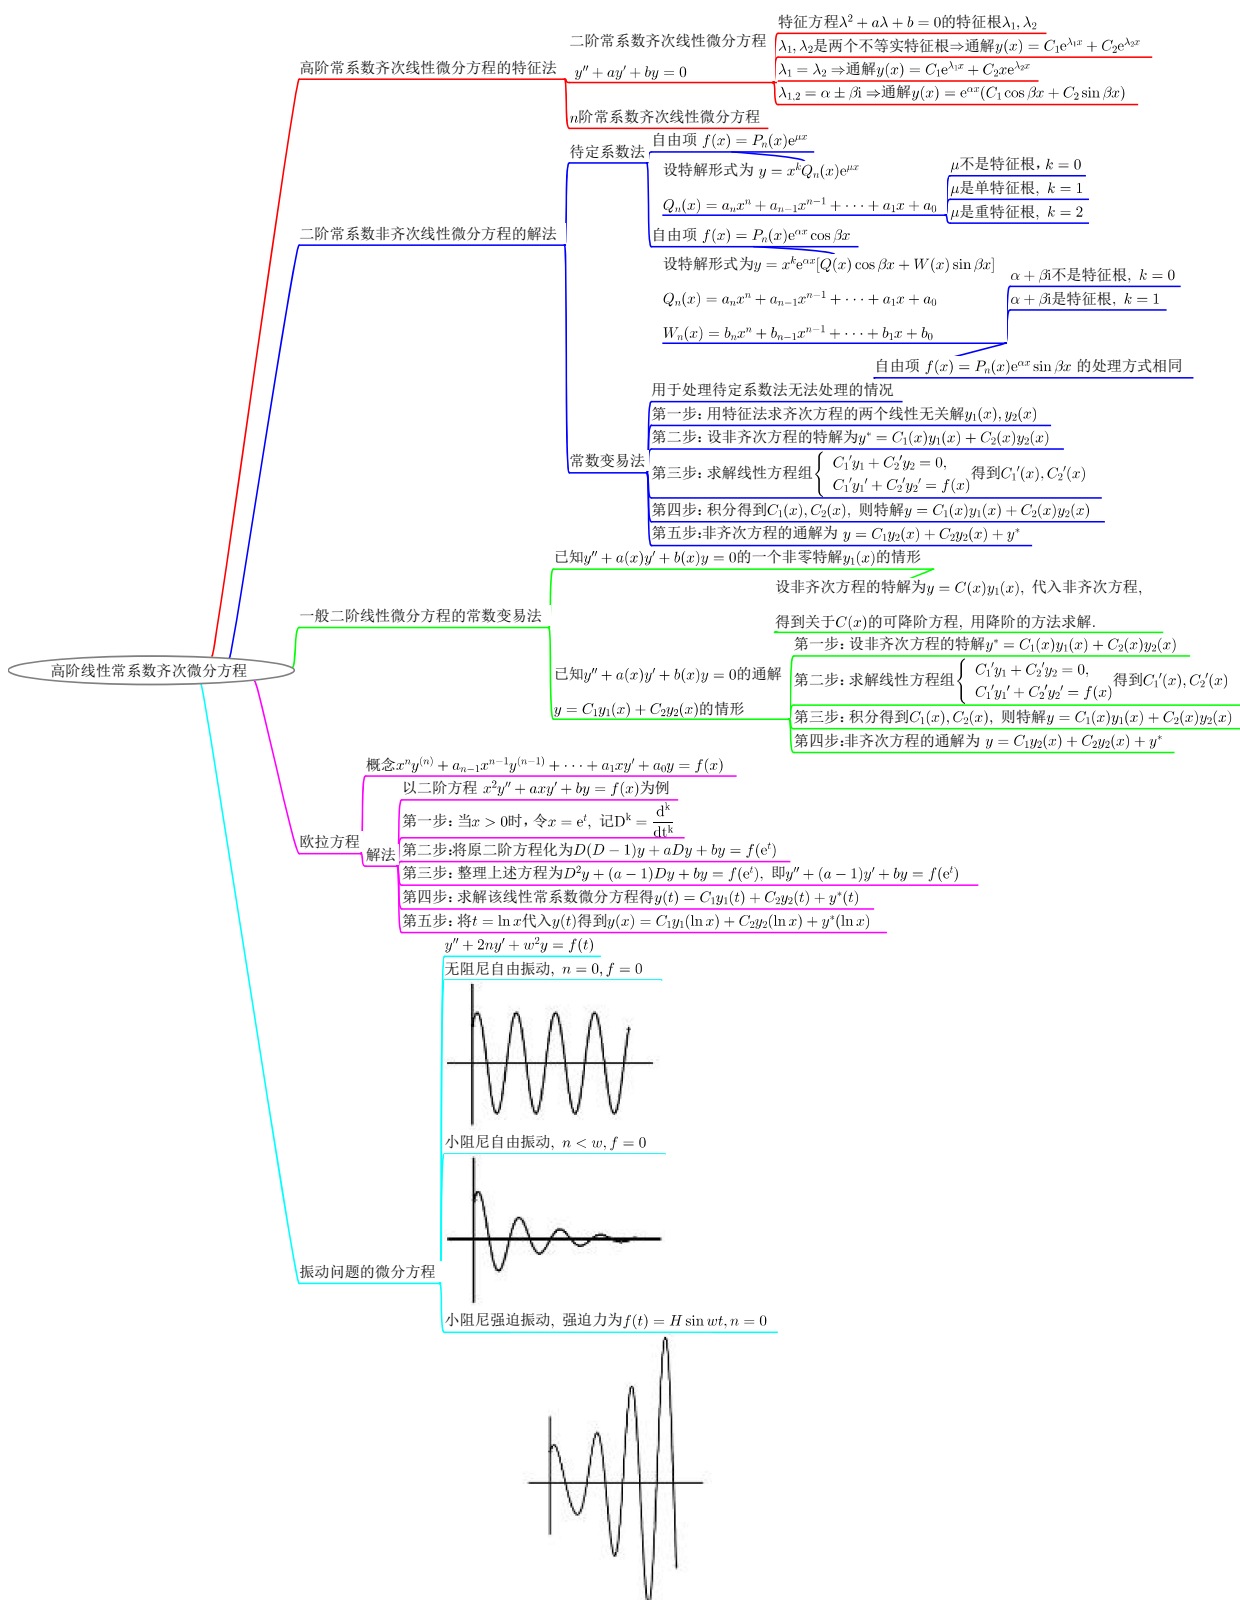 高阶线性常系数齐次微分方程
高阶常系数齐次线性微分方程的特征法
二阶常系数齐次线性微分方程
y″ + ay′ + by = 0
特征方程λ² + aλ + b = 0的特征根λ₁, λ₂
λ₁, λ₂是两个不等实特征根⇒通解y(x) = C₁e^{λ₁x} + C₂e^{λ₂x}
λ₁ = λ₂ ⇒通解y(x) = C₁e^{λ₁x} + C₂xe^{λ₂x}
λ₁,₂ = α ± βi ⇒通解y(x) = e^{αx}(C₁ cos βx + C₂ sin βx)
n阶常系数齐次线性微分方程
二阶常系数非齐次线性微分方程的解法
待定系数法
自由项 f(x) = Pₙ(x)e^{μx}
设特解形式为 y = x^kQₙ(x)e^{μx}
Qₙ(x) = aₙxⁿ + aₙ₋₁xⁿ⁻¹ + · · · + a₁x + a₀
μ不是特征根, k = 0
μ是单特征根, k = 1
μ是重特征根, k = 2
自由项 f(x) = Pₙ(x)e^{αx} cos βx
设特解形式为y = x^ke^{αx}[Q(x) cos βx + W(x) sin βx]
Qₙ(x) = aₙxⁿ + aₙ₋₁xⁿ⁻¹ + · · · + a₁x + a₀
Wₙ(x) = bₙxⁿ + bₙ₋₁xⁿ⁻¹ + · · · + b₁x + b₀
α + βi不是特征根, k = 0
α + βi是特征根, k = 1
自由项 f(x) = Pₙ(x)e^{αx} sin βx 的处理方式相同
常数变易法
用于处理待定系数法无法处理的情况
第一步: 用特征法求齐次方程的两个线性无关解y₁(x), y₂(x)
第二步: 设非齐次方程的特解为y* = C₁(x)y₁(x) + C₂(x)y₂(x)
第三步: 求解线性方程组{ C₁′y₁ + C₂′y₂ = 0, C₁′y₁′ + C₂′y₂′ = f(x) 得到C₁′(x), C₂′(x)
第四步: 积分得到C₁(x), C₂(x), 则特解y = C₁(x)y₁(x) + C₂(x)y₂(x)
第五步:非齐次方程的通解为 y = C₁y₂(x) + C₂y₂(x) + y*
一般二阶线性微分方程的常数变易法
已知y″ + a(x)y′ + b(x)y = 0的一个非零特解y₁(x)的情形
设非齐次方程的特解为y = C(x)y₁(x), 代入非齐次方程,
得到关于C(x)的可降阶方程, 用降阶的方法求解.
已知y″ + a(x)y′ + b(x)y = 0的通解
y = C₁y₁(x) + C₂y₂(x)的情形
第一步: 设非齐次方程的特解y* = C₁(x)y₁(x) + C₂(x)y₂(x)
第二步: 求解线性方程组{ C₁′y₁ + C₂′y₂ = 0, C₁′y₁′ + C₂′y₂′ = f(x) 得到C₁′(x), C₂′(x)
第三步: 积分得到C₁(x), C₂(x), 则特解y = C₁(x)y₁(x) + C₂(x)y₂(x)
第四步:非齐次方程的通解为 y = C₁y₂(x) + C₂y₂(x) + y*
欧拉方程
概念xⁿy⁽ⁿ⁾ + aₙ₋₁xⁿ⁻¹y⁽ⁿ⁻¹⁾ + · · · + a₁xy′ + a₀y = f(x)
解法
以二阶方程 x²y″ + axy′ + by = f(x)为例
第一步: 当x > 0时, 令x = e^t, 记D^k = d^k/dt^k
第二步:将原二阶方程化为D(D − 1)y + aDy + by = f(e^t)
第三步: 整理上述方程为D²y + (a − 1)Dy + by = f(e^t), 即y″ + (a − 1)y′ + by = f(e^t)
第四步: 求解该线性常系数微分方程得y(t) = C₁y₁(t) + C₂y₂(t) + y*(t)
第五步: 将t = ln x代入y(t)得到y(x) = C₁y₁(ln x) + C₂y₂(ln x) + y*(ln x)
振动问题的微分方程
y″ + 2ny′ + w²y = f(t)
无阻尼自由振动, n = 0, f = 0
小阻尼自由振动, n < w, f = 0
小阻尼强迫振动, 强迫力为f(t) = H sin wt, n = 0